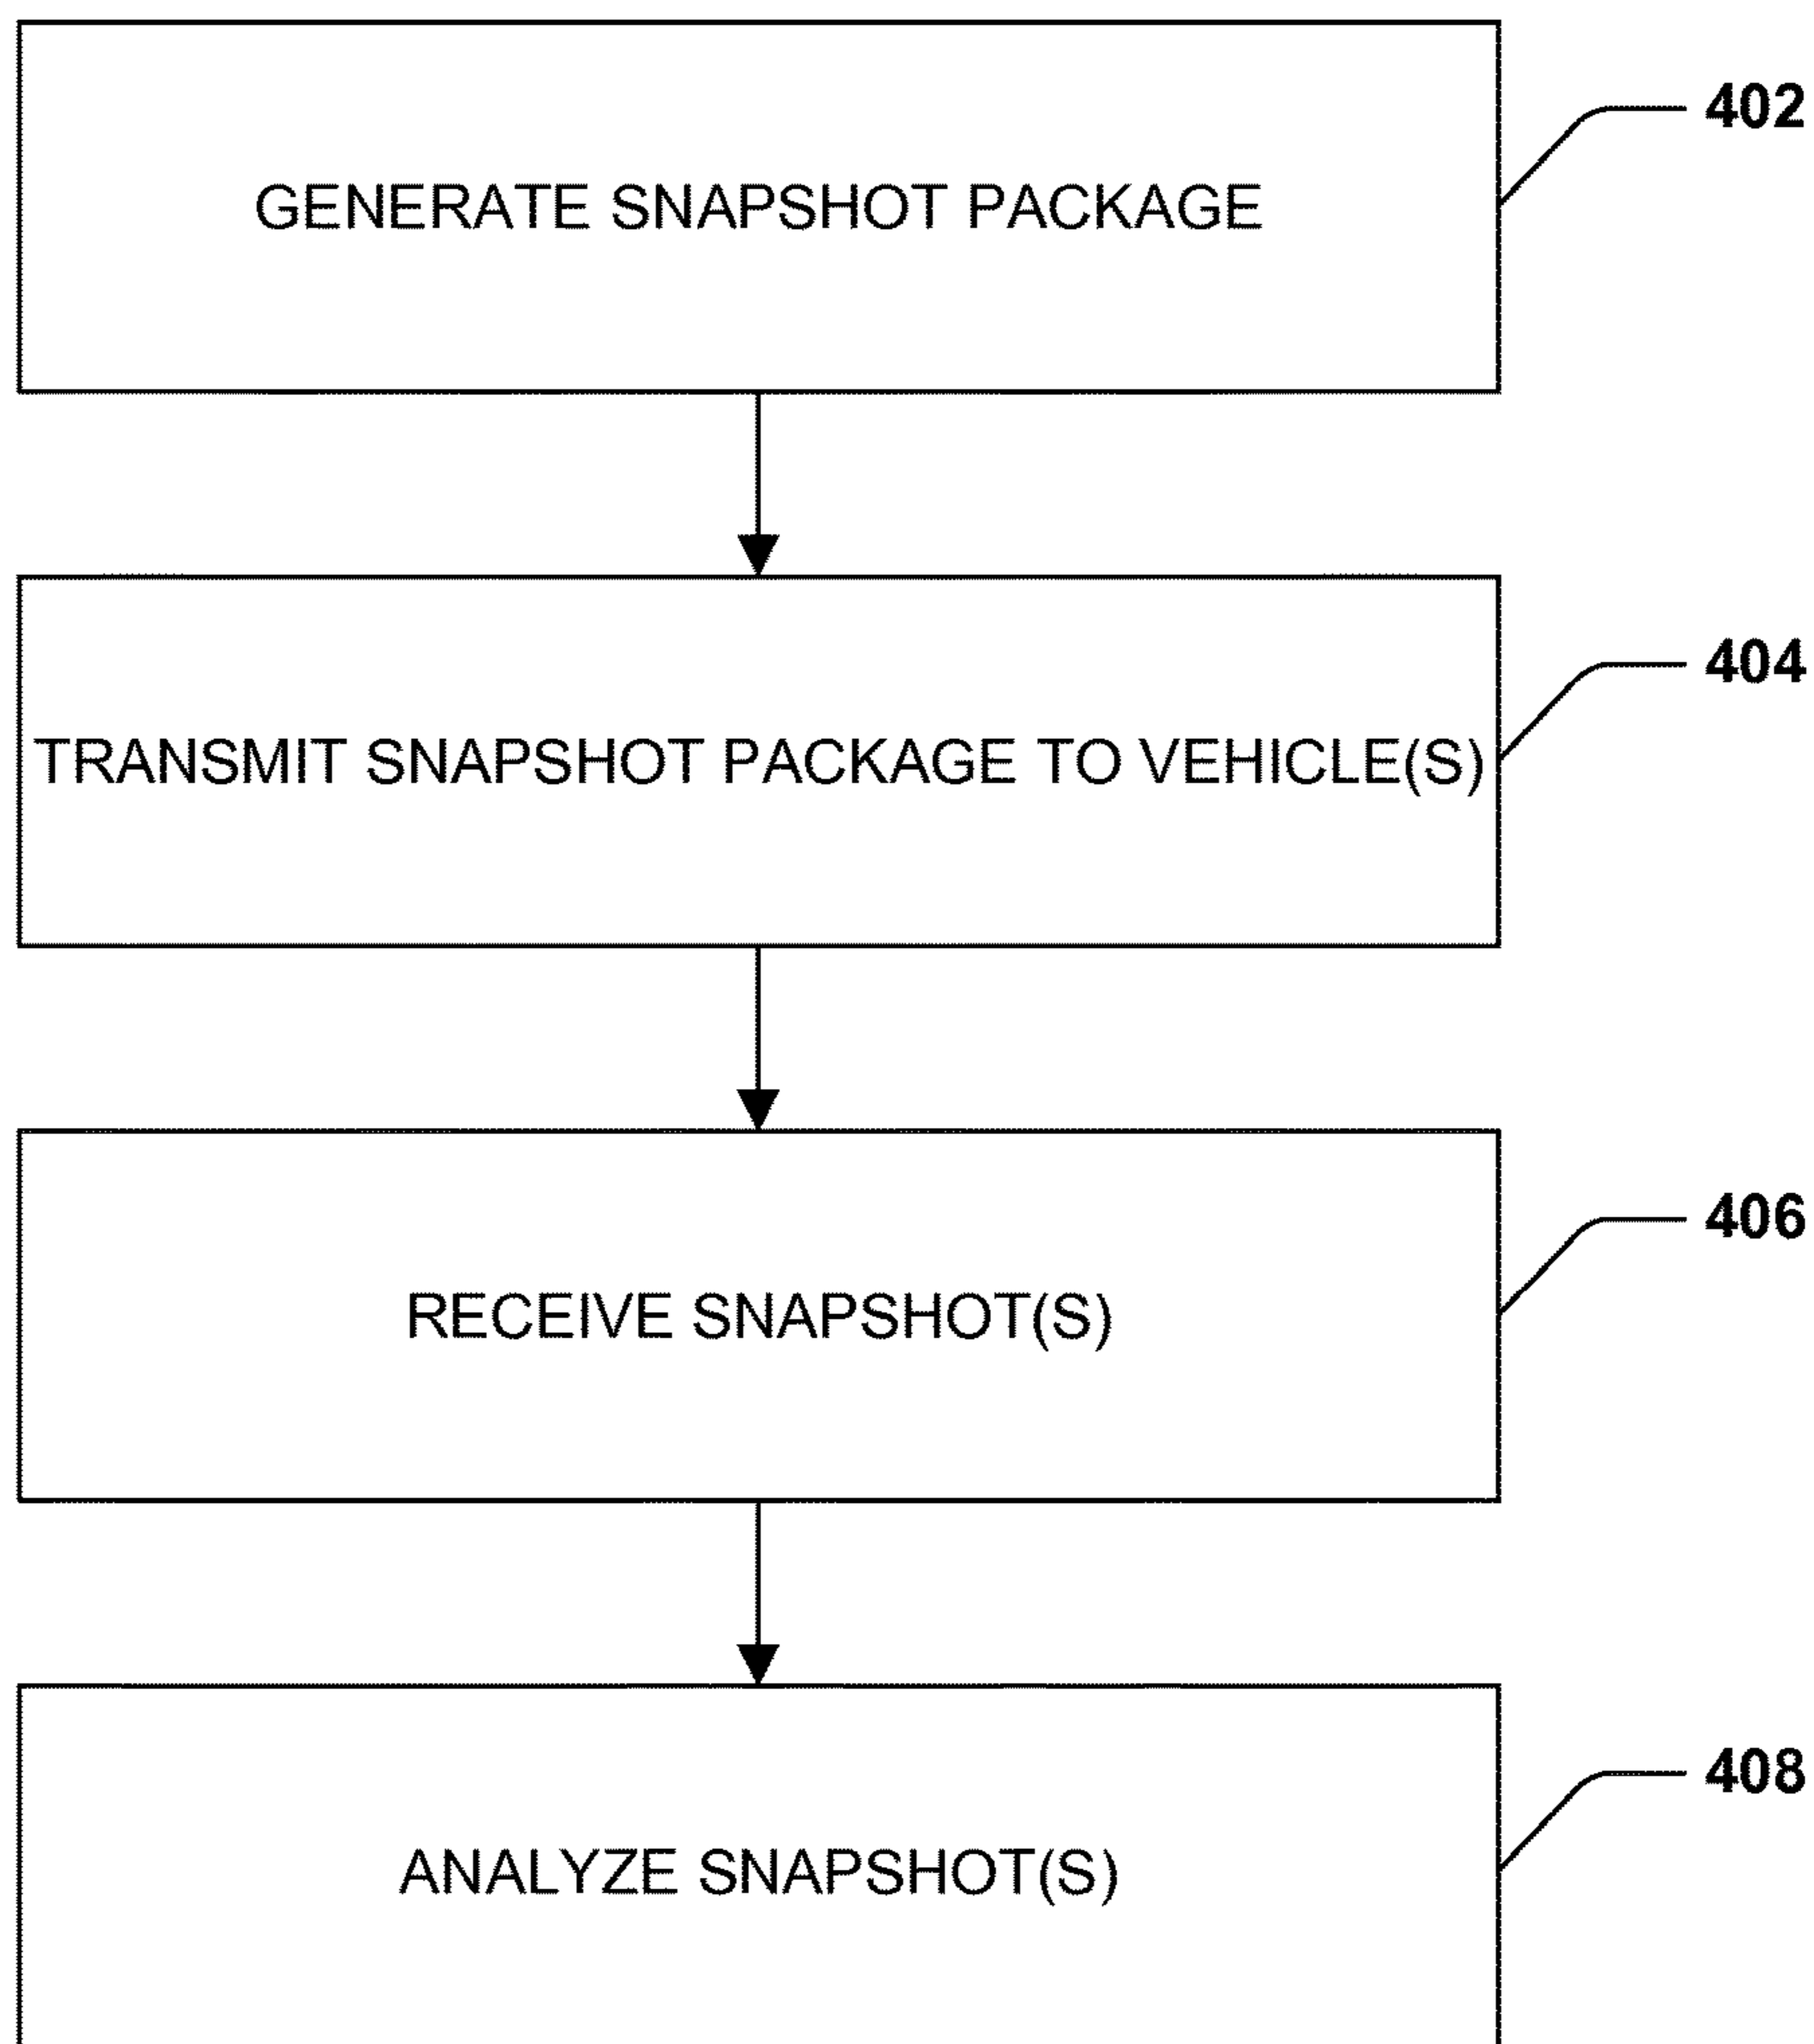 GENERATE SNAPSHOT PACKAGE
402
TRANSMIT SNAPSHOT PACKAGE TO VEHICLE(S)
404
RECEIVE SNAPSHOT(S)
406
ANALYZE SNAPSHOT(S)
408